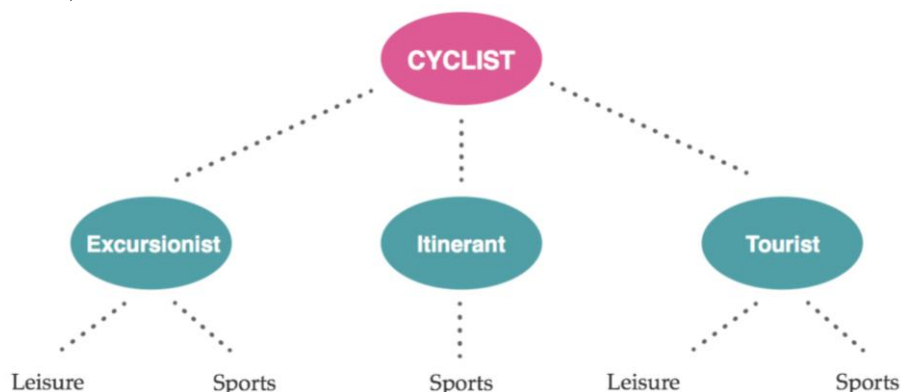 CYCLIST
Excursionist Itinerant Tourist
Leisure Sports Sports Leisure Sports